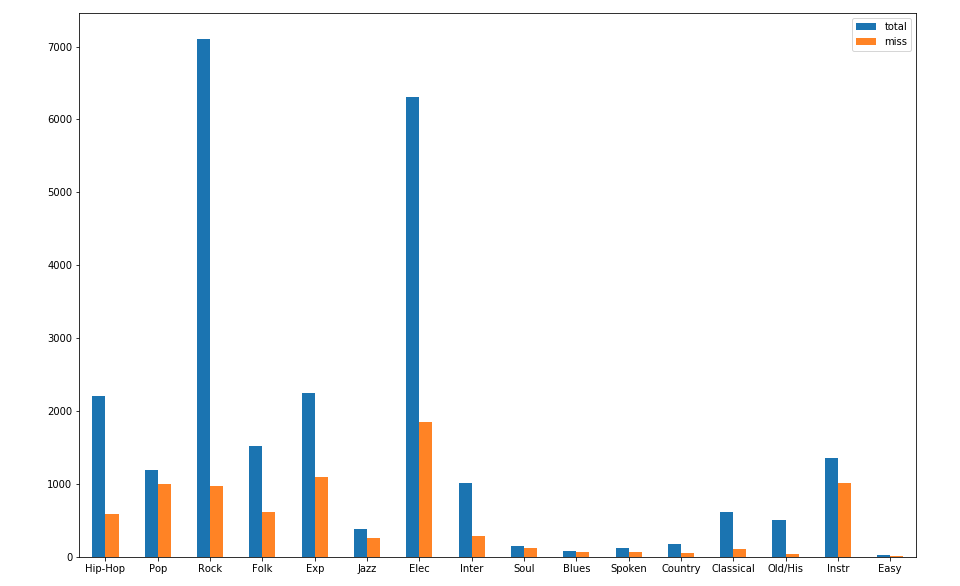 total
miss
7000
6000
5000
4000
3000
2000
1000
0
Hip-Hop Pop Rock Folk Exp Jazz Elec Inter Soul Blues Spoken Country Classical Old/His Instr Easy